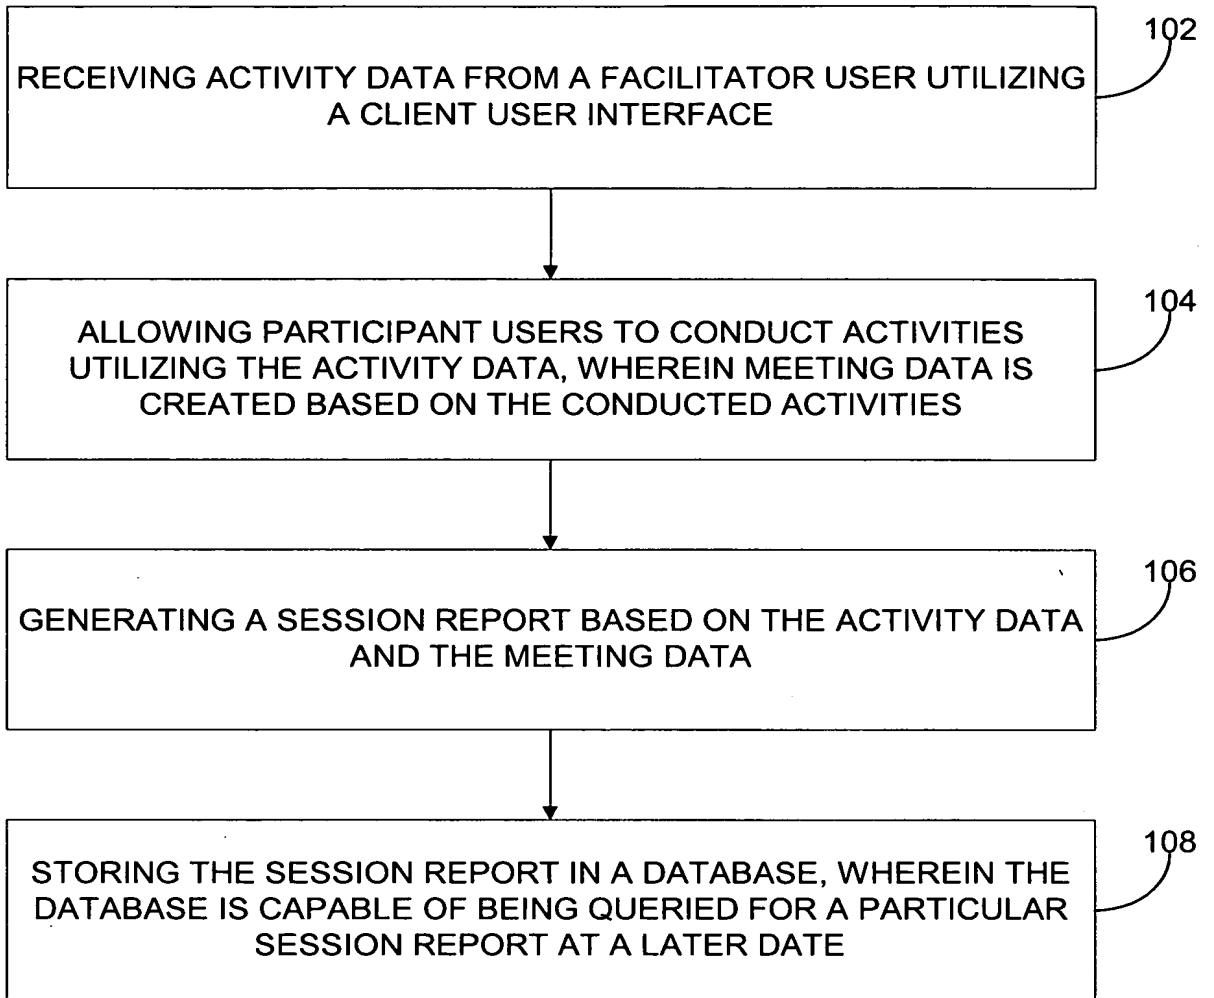 102
RECEIVING ACTIVITY DATA FROM A FACILITATOR USER UTILIZING
A CLIENT USER INTERFACE
104
ALLOWING PARTICIPANT USERS TO CONDUCT ACTIVITIES
UTILIZING THE ACTIVITY DATA, WHEREIN MEETING DATA IS
CREATED BASED ON THE CONDUCTED ACTIVITIES
106
GENERATING A SESSION REPORT BASED ON THE ACTIVITY DATA
AND THE MEETING DATA
108
STORING THE SESSION REPORT IN A DATABASE, WHEREIN THE
DATABASE IS CAPABLE OF BEING QUERIED FOR A PARTICULAR
SESSION REPORT AT A LATER DATE